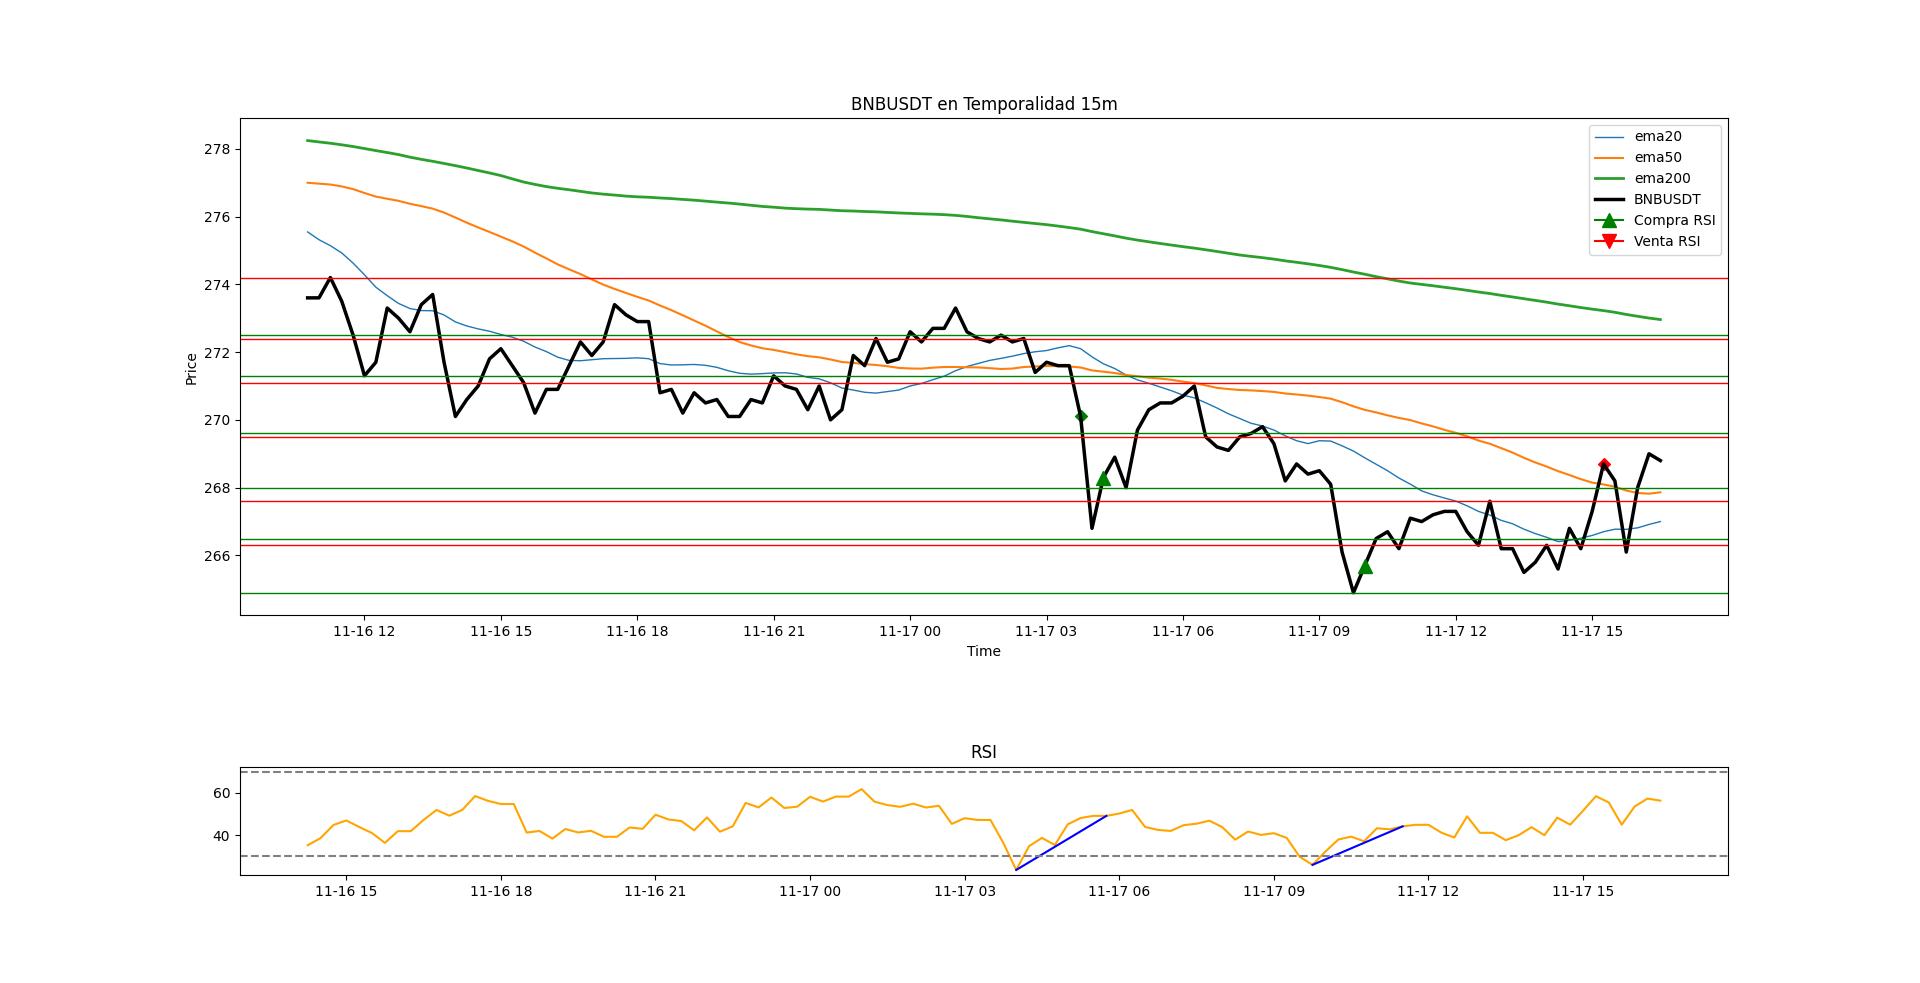 BNBUSDT en Temporalidad 15m
ema20
ema50
ema200
BNBUSDT
Compra RSI
Venta RSI
278
276
274
272
270
268
266
Price
11-16 12 11-16 15 11-16 18 11-16 21 11-17 00 11-17 03 11-17 06 11-17 09 11-17 12 11-17 15
Time
RSI
60
40
11-16 15 11-16 18 11-16 21 11-17 00 11-17 03 11-17 06 11-17 09 11-17 12 11-17 15